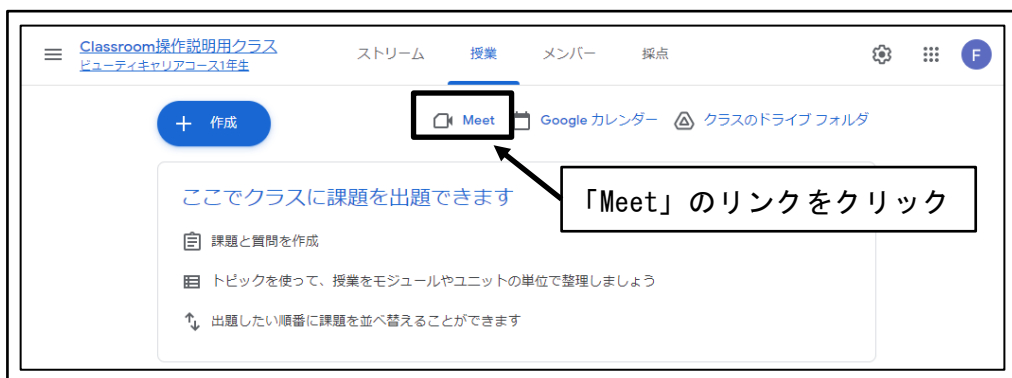 Classroom操作説明用クラス
ビューティキャリアコース1年生
ストリーム 授業 メンバー 採点
F
+ 作成
Meet Google カレンダー クラスのドライブ フォルダ
ここでクラスに課題を出題できます
「Meet」のリンクをクリック
課題と質問を作成
トピックを使って、授業をモジュールやユニットの単位で整理しましょう
出題したい順番に課題を並べ替えることができます